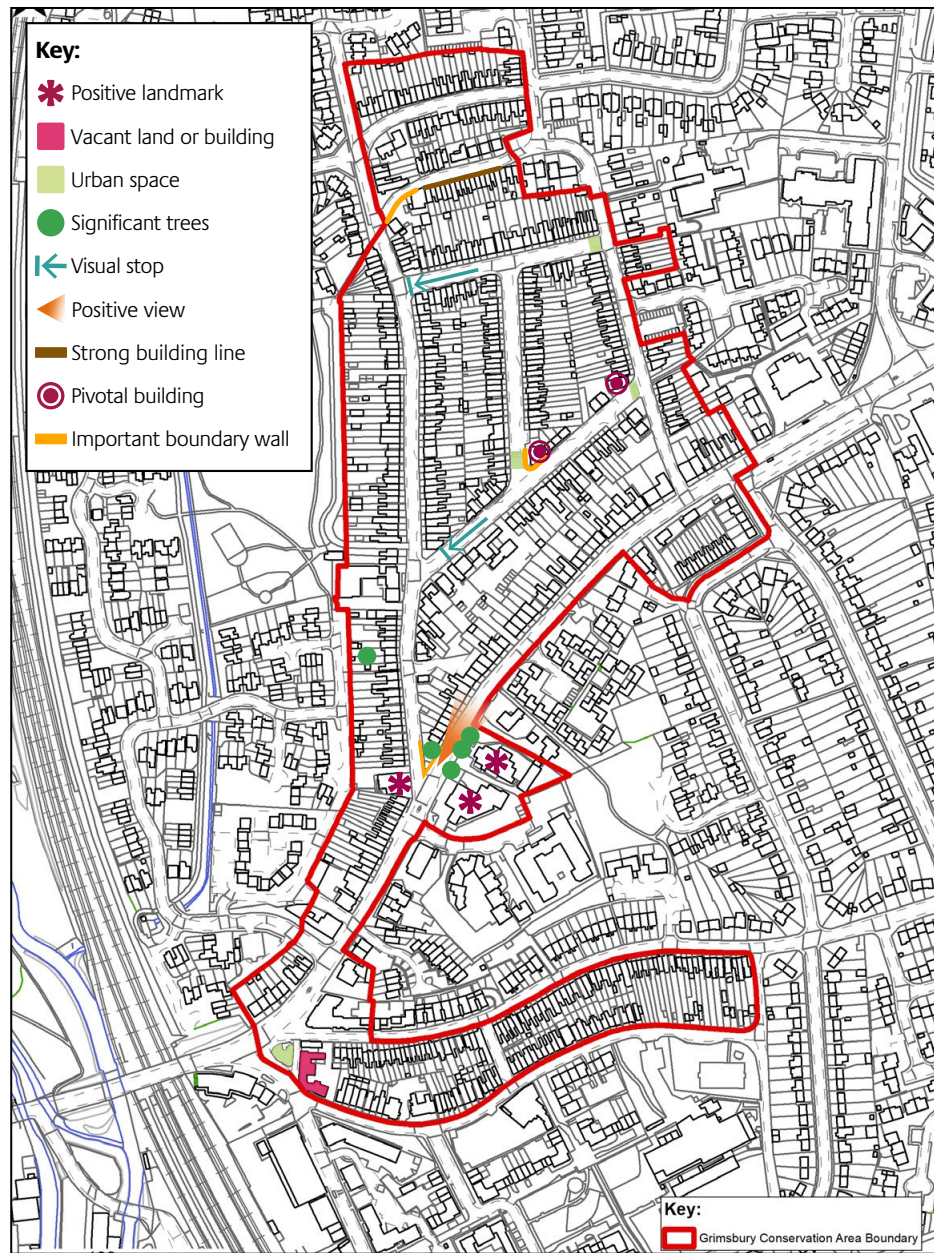 Key:
Positive landmark
Vacant land or building
Urban space
Significant trees
Visual stop
Positive view
Strong building line
Pivotal building
Important boundary wall
Key:
Grimsbury Conservation Area Boundary